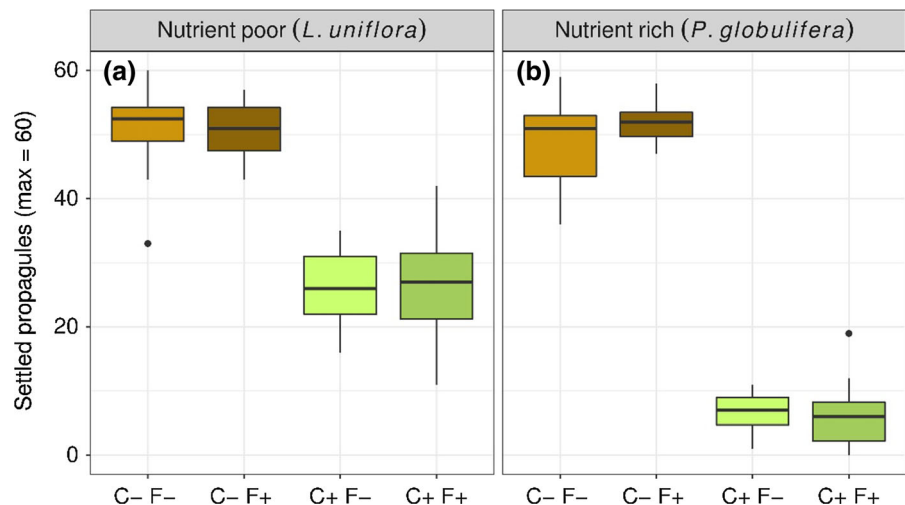 Nutrient poor (L. uniflora)
Nutrient rich (P. globulifera)
(a)
(b)
Settled propagules (max = 60)
60
40
20
0
C− F− C− F+ C+ F− C+ F+
C− F− C− F+ C+ F− C+ F+